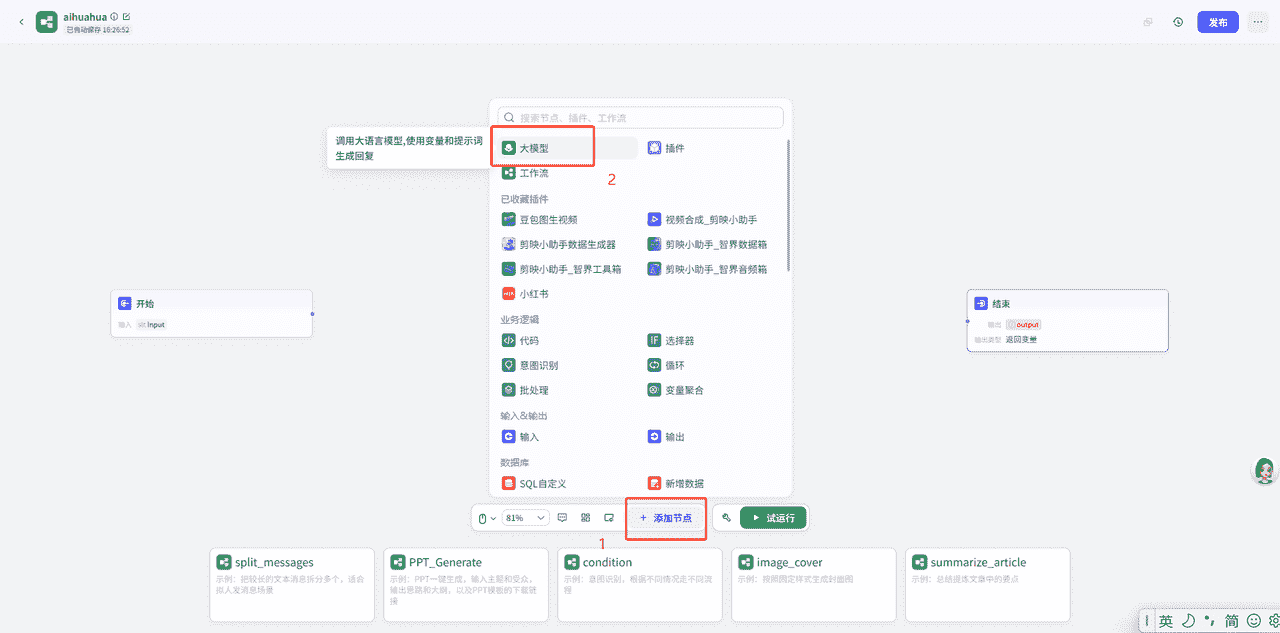 aihuahua
已自动保存 16:26:52
发布
搜索节点、插件、工作流
调用大语言模型,使用变量和提示词
生成回复
大模型
插件
2
工作流
已收藏插件
豆包图生视频
视频合成_剪映小助手
剪映小助手数据生成器
剪映小助手_智界数据箱
剪映小助手_智界工具箱
剪映小助手_智界音频箱
小红书
开始
输入 input
结束
输出 output
输出类型 返回变量
业务逻辑
代码
选择器
意图识别
循环
批处理
变量聚合
输入&输出
输入
输出
数据库
SQL自定义
新增数据
81%
添加节点
试运行
1
split_messages
示例：把较长的文本消息拆分多个，适合
拟人发消息场景
PPT_Generate
示例：PPT一键生成，输入主题和受众，
输出思路和大纲，以及PPT模板的下载链
接
condition
示例：意图识别，根据不同情况走不同流
程
image_cover
示例：按照固定样式生成封面图
summarize_article
示例：总结提炼文章中的要点
英
简